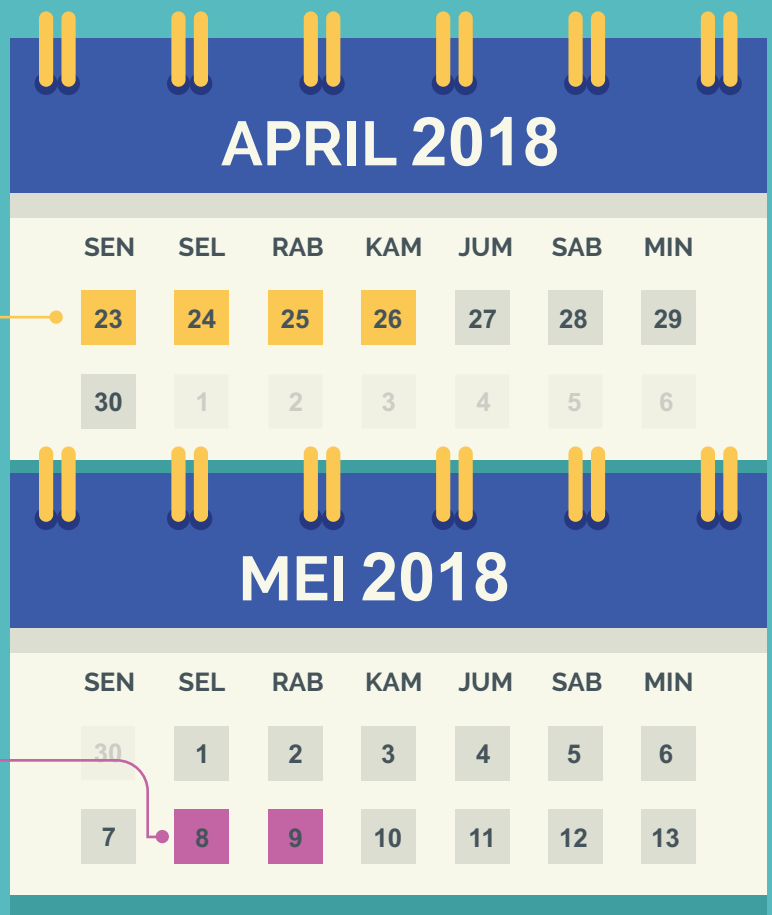 APRIL 2018
SEN SEL RAB KAM JUM SAB MIN
23 24 25 26 27 28 29
30 1 2 3 4 5 6
MEI 2018
SEN SEL RAB KAM JUM SAB MIN
30 1 2 3 4 5 6
7 8 9 10 11 12 13